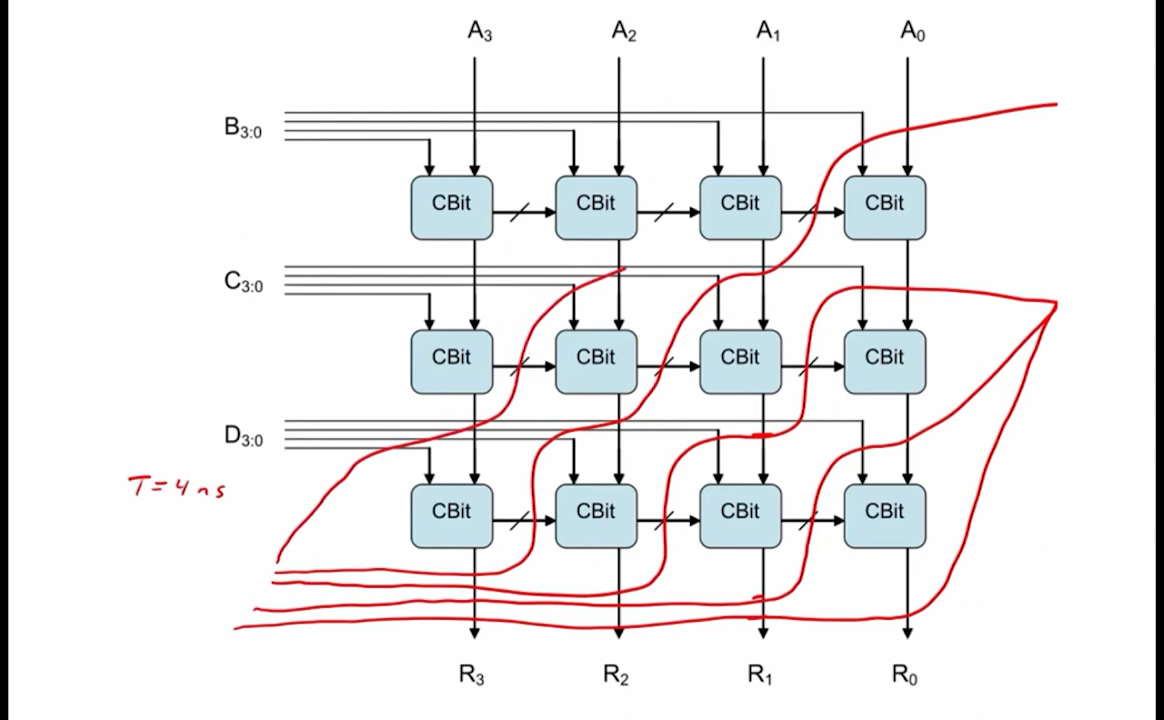 A₃ A₂ A₁ A₀
B₃:₀
CBit CBit CBit CBit
C₃:₀
CBit CBit CBit CBit
D₃:₀
T=4ns
CBit CBit CBit CBit
R₃ R₂ R₁ R₀